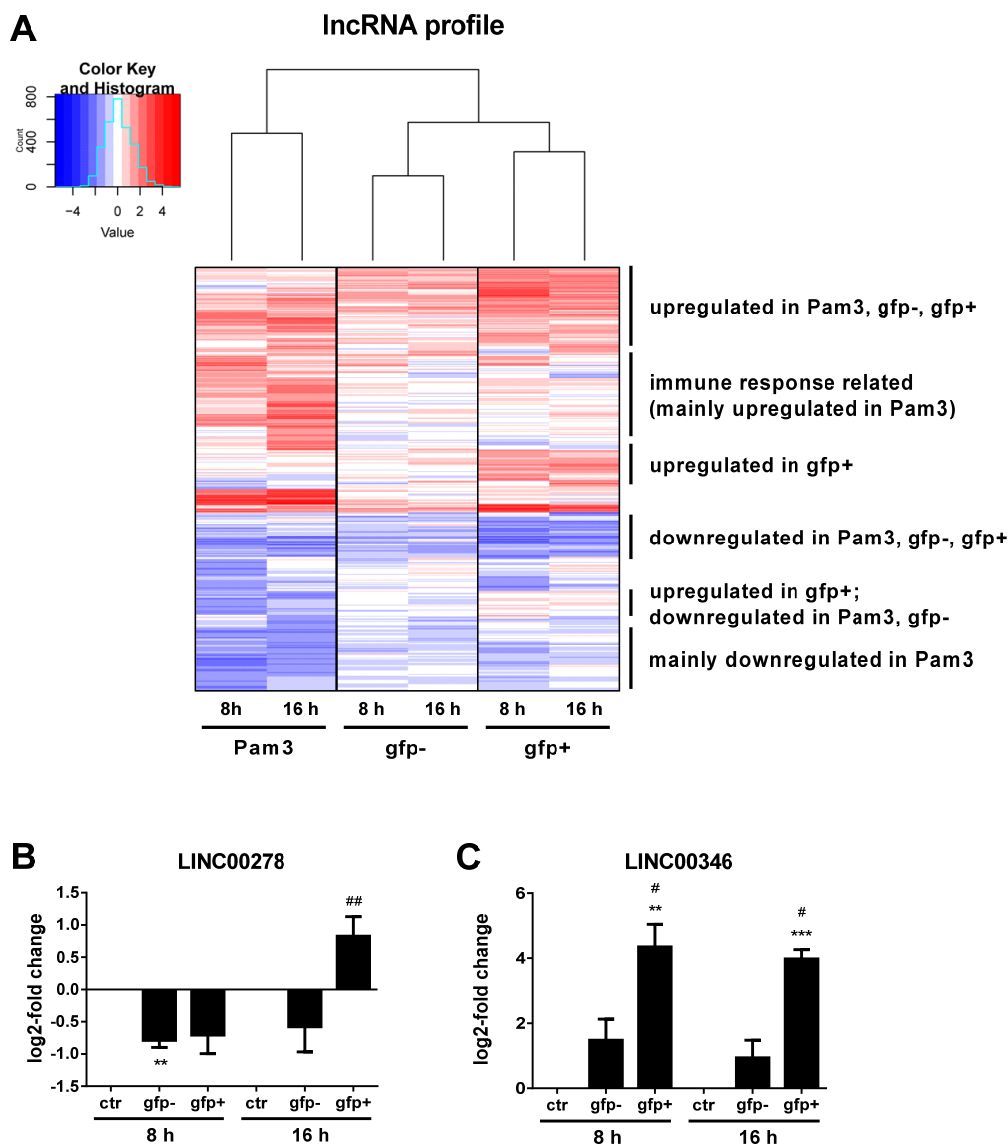 A
lncRNA profile
Color Key
and Histogram
Count
0
400
800
−4
0
2
4
Value
upregulated in Pam3, gfp-, gfp+
immune response related
(mainly upregulated in Pam3)
upregulated in gfp+
downregulated in Pam3, gfp-, gfp+
upregulated in gfp+;
downregulated in Pam3, gfp-
mainly downregulated in Pam3
8h 16 h 8 h 16 h 8 h 16 h
Pam3 gfp- gfp+
B
LINC00278
log2-fold change
1.5
1.0
0.5
0.0
-0.5
-1.0
-1.5
**
##
ctr gfp- gfp+ ctr gfp- gfp+
8 h 16 h
C
LINC00346
log2-fold change
6
4
2
0
#
**
#
***
ctr gfp- gfp+ ctr gfp- gfp+
8 h 16 h